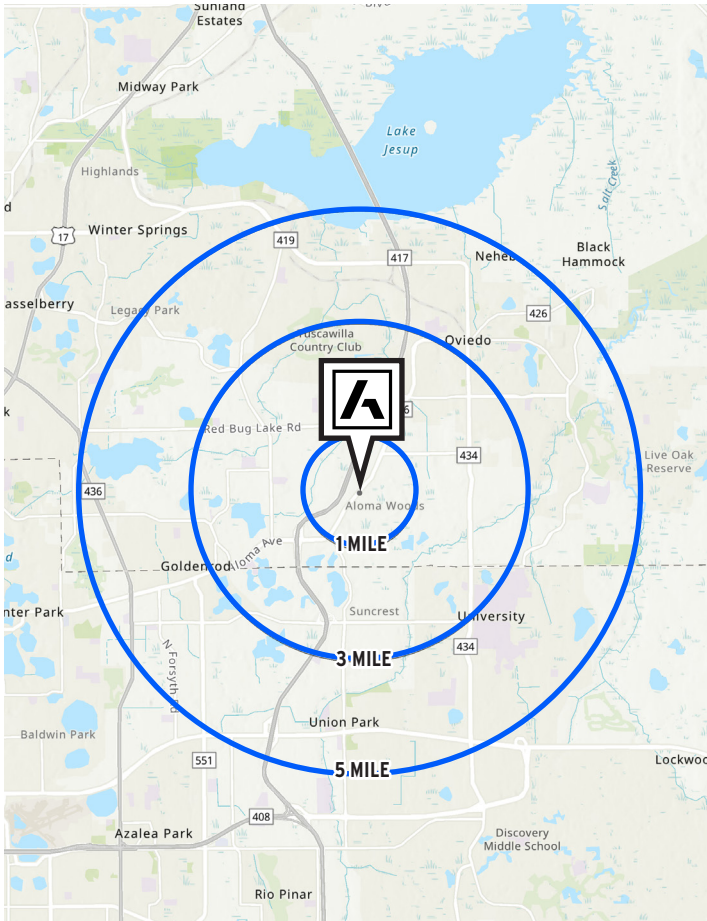 Sunland
Estates
Midway Park
Lake
Jesup
Highlands
Salt Creek
d
17
Winter Springs
419
417
Neheb
Black
Hammock
asselberry
Legacy Park
426
Tuscawilla
Country Club
Oviedo
k
6
Red Bug Lake Rd
434
Live Oak
Reserve
436
Aloma Woods
1 MILE
d
Aloma Ave
Goldenrod
nter Park
Suncrest
University
N Forsyth Rd
434
3 MILE
Baldwin Park
Union Park
551
5 MILE
Lockwoo
408
Azalea Park
Discovery
Middle School
Rio Pinar